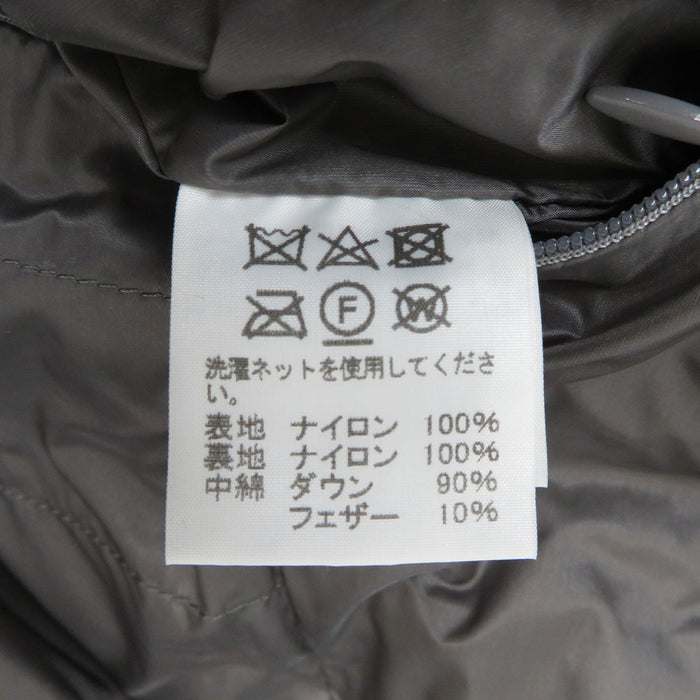 F W
洗濯ネットを使用してくださ
い。
表地 ナイロン 100%
裏地 ナイロン 100%
中綿 ダウン 90%
フェザー 10%